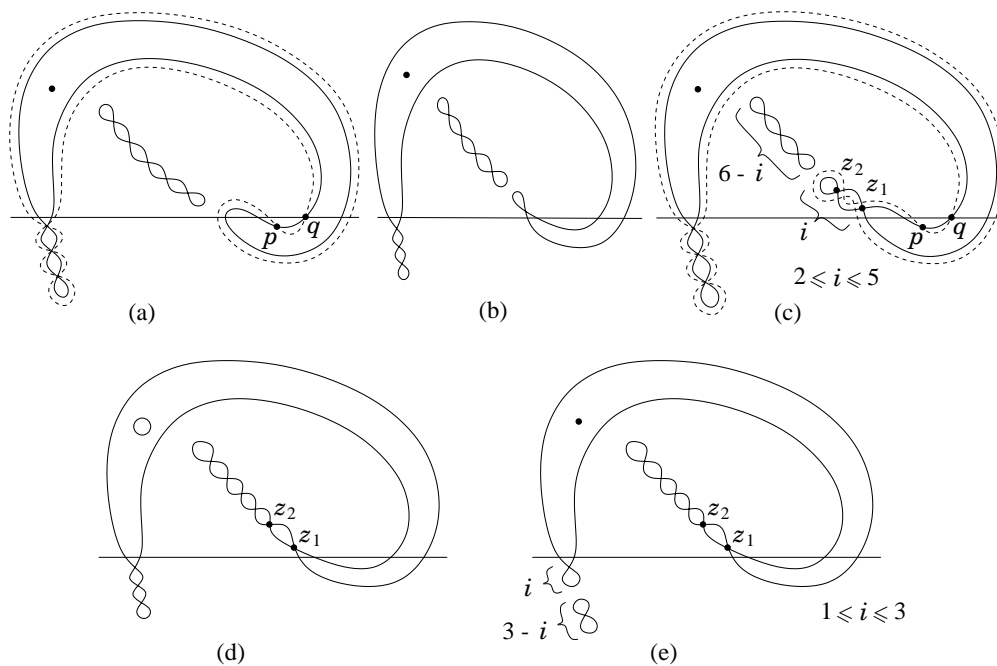 z₂
z₁
6 - i
i
p
q
p
q
2 ⩽ i ⩽ 5
(a)
(b)
(c)
z₂
z₁
z₂
z₁
i
3 - i
1 ⩽ i ⩽ 3
(d)
(e)